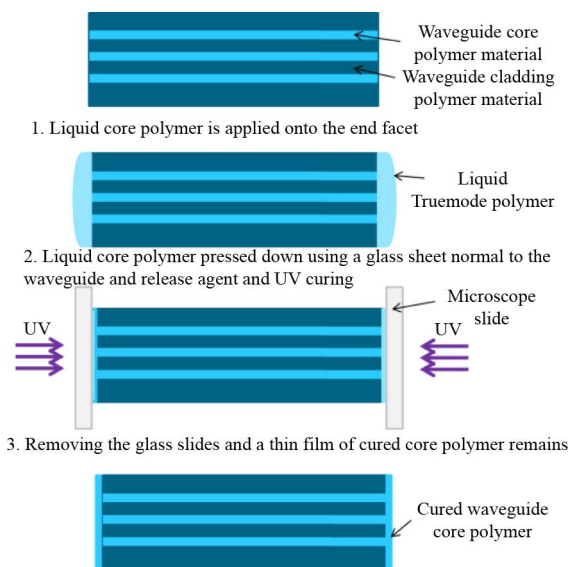 Waveguide core
polymer material
Waveguide cladding
polymer material
1. Liquid core polymer is applied onto the end facet
Liquid
Truemode polymer
2. Liquid core polymer pressed down using a glass sheet normal to the
waveguide and release agent and UV curing
Microscope
slide
UV
UV
3. Removing the glass slides and a thin film of cured core polymer remains
Cured waveguide
core polymer